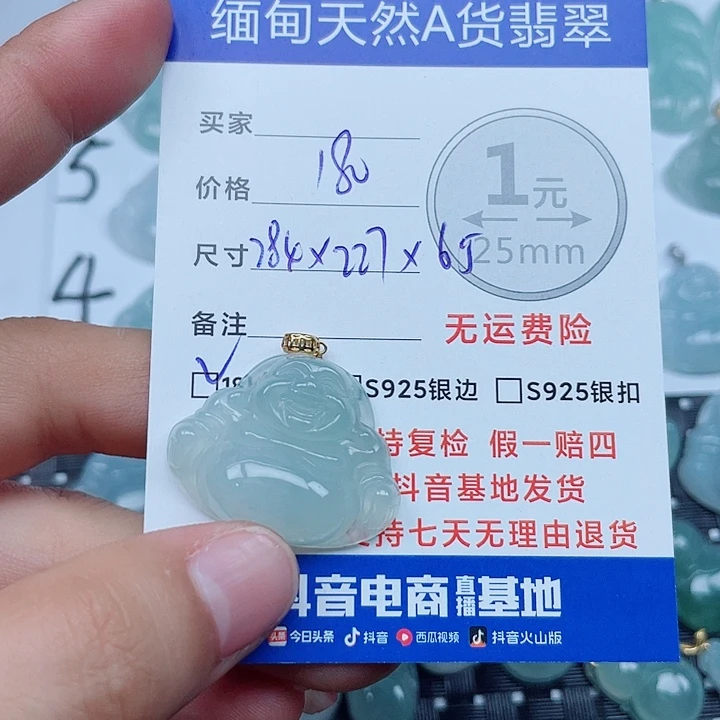 缅甸天然A货翡翠
买家
价格 180
尺寸 284×227×65
1元
25mm
备注
无运费险
S925银边 S925银扣
持复检 假一赔四
抖音基地发货
支持七天无理由退货
抖音电商直播基地
头条 今日头条 抖音 西瓜视频 抖音火山版
5
4